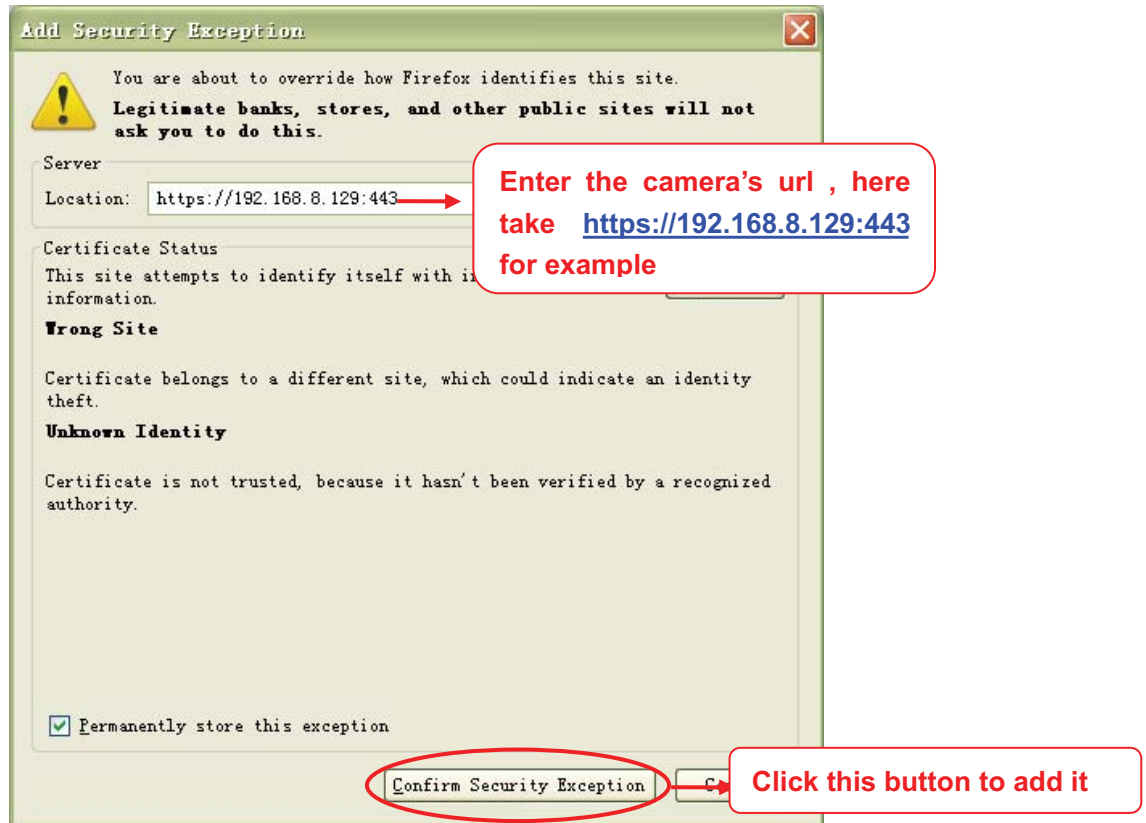 Add Security Exception
You are about to override how Firefox identifies this site.
Legitimate banks, stores, and other public sites will not
ask you to do this.
Server
Location: https://192.168.8.129:443
Enter the camera’s url , here
take https://192.168.8.129:443
for example
Certificate Status
This site attempts to identify itself with
information.
Wrong Site
Certificate belongs to a different site, which could indicate an identity
theft.
Unknown Identity
Certificate is not trusted, because it hasn't been verified by a recognized
authority.
Permanently store this exception
Confirm Security Exception
Click this button to add it